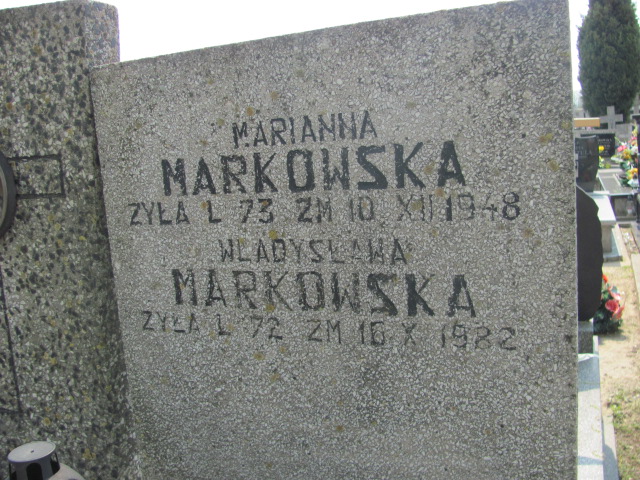 MARIANNA
MARKOWSKA
ŻYŁA L 73 ZM 10 XII 1948
WŁADYSŁAWA
MARKOWSKA
ŻYŁA L 72 ZM 16 X 1982